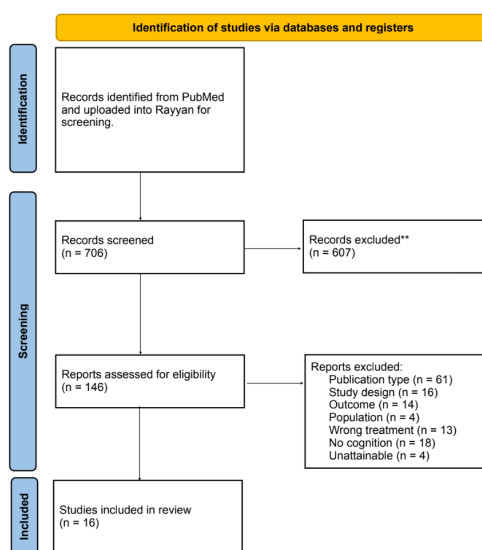 Identification of studies via databases and registers
Identification
Records identified from PubMed
and uploaded into Rayyan for
screening.
Screening
Records screened
(n = 706)
Records excluded**
(n = 607)
Reports assessed for eligibility
(n = 146)
Reports excluded:
Publication type (n = 61)
Study design (n = 16)
Outcome (n = 14)
Population (n = 4)
Wrong treatment (n = 13)
No cognition (n = 18)
Unattainable (n = 4)
Included
Studies included in review
(n = 16)